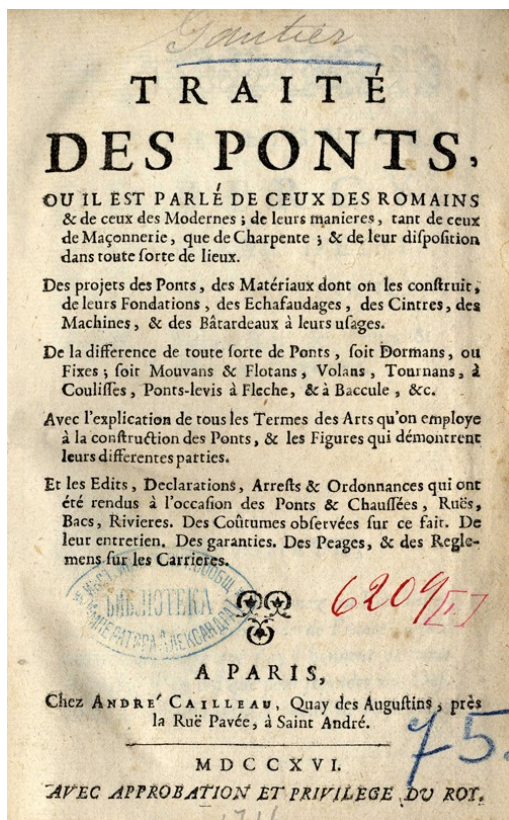 Gautier
TRAITÉ
DES PONTS,
OU IL EST PARLÉ DE CEUX DES ROMAINS
& de ceux des Modernes ; de leurs manieres, tant de ceux
de Maçonnerie, que de Charpente ; & de leur diſpoſition
dans toute ſorte de lieux.
Des projets des Ponts, des Matériaux dont on les conſtruit,
de leurs Fondations, des Echafaudages, des Cintres, des
Machines, & des Bâtardeaux à leurs uſages.
De la difference de toute ſorte de Ponts, ſoit Dormans, ou
Fixes ; ſoit Mouvans & Flotans, Volans, Tournans, à
Couliſſes, Ponts-levis à Fleche, & à Baccule, &c.
Avec l'explication de tous les Termes des Arts qu'on employe
à la conſtruction des Ponts, & les Figures qui démontrent
leurs differentes parties.
Et les Edits, Declarations, Arreſts & Ordonnances qui ont
été rendus à l'occaſion des Ponts & Chauſſées, Ruës,
Bacs, Rivieres. Des Coûtumes obſervées ſur ce fait. De
leur entretien. Des garanties. Des Peages, & des Regle-
mens ſur les Carrieres.
БИБЛІОТЕКА
6209
A PARIS,
Chez ANDRÉ CAILLEAU, Quay des Auguſtins, près
la Ruë Pavée, à Saint André.
75.
MDCCXVI.
AVEC APPROBATION ET PRIVILEGE DU ROY.